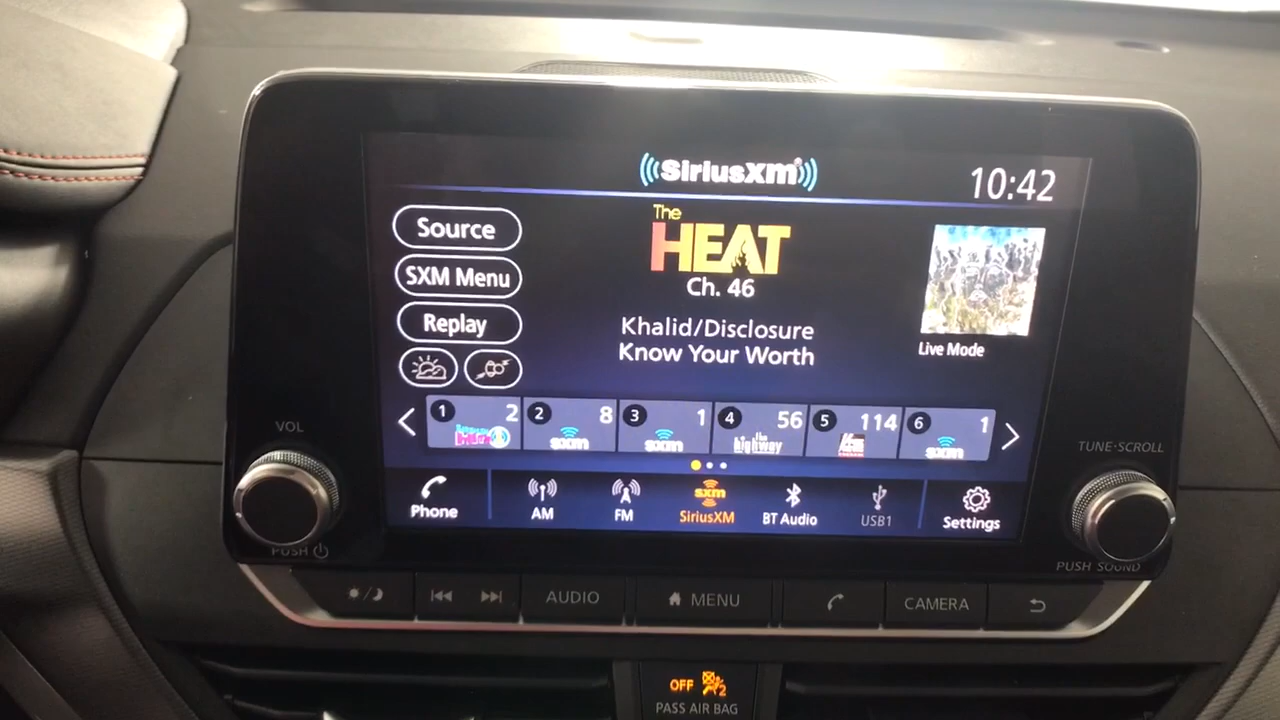 SiriusXM
10:42
Source
SXM Menu
Replay
The
HEAT
Ch. 46
Khalid/Disclosure
Know Your Worth
Live Mode
1 2
2 8 sxm
3 1 sxm
4 56 the highway
5 114
6 1 sxm
Phone
AM
FM
sxm
SiriusXM
BT Audio
USB1
Settings
VOL
PUSH
TUNE·SCROLL
PUSH SOUND
AUDIO
MENU
CAMERA
OFF 2
PASS AIR BAG